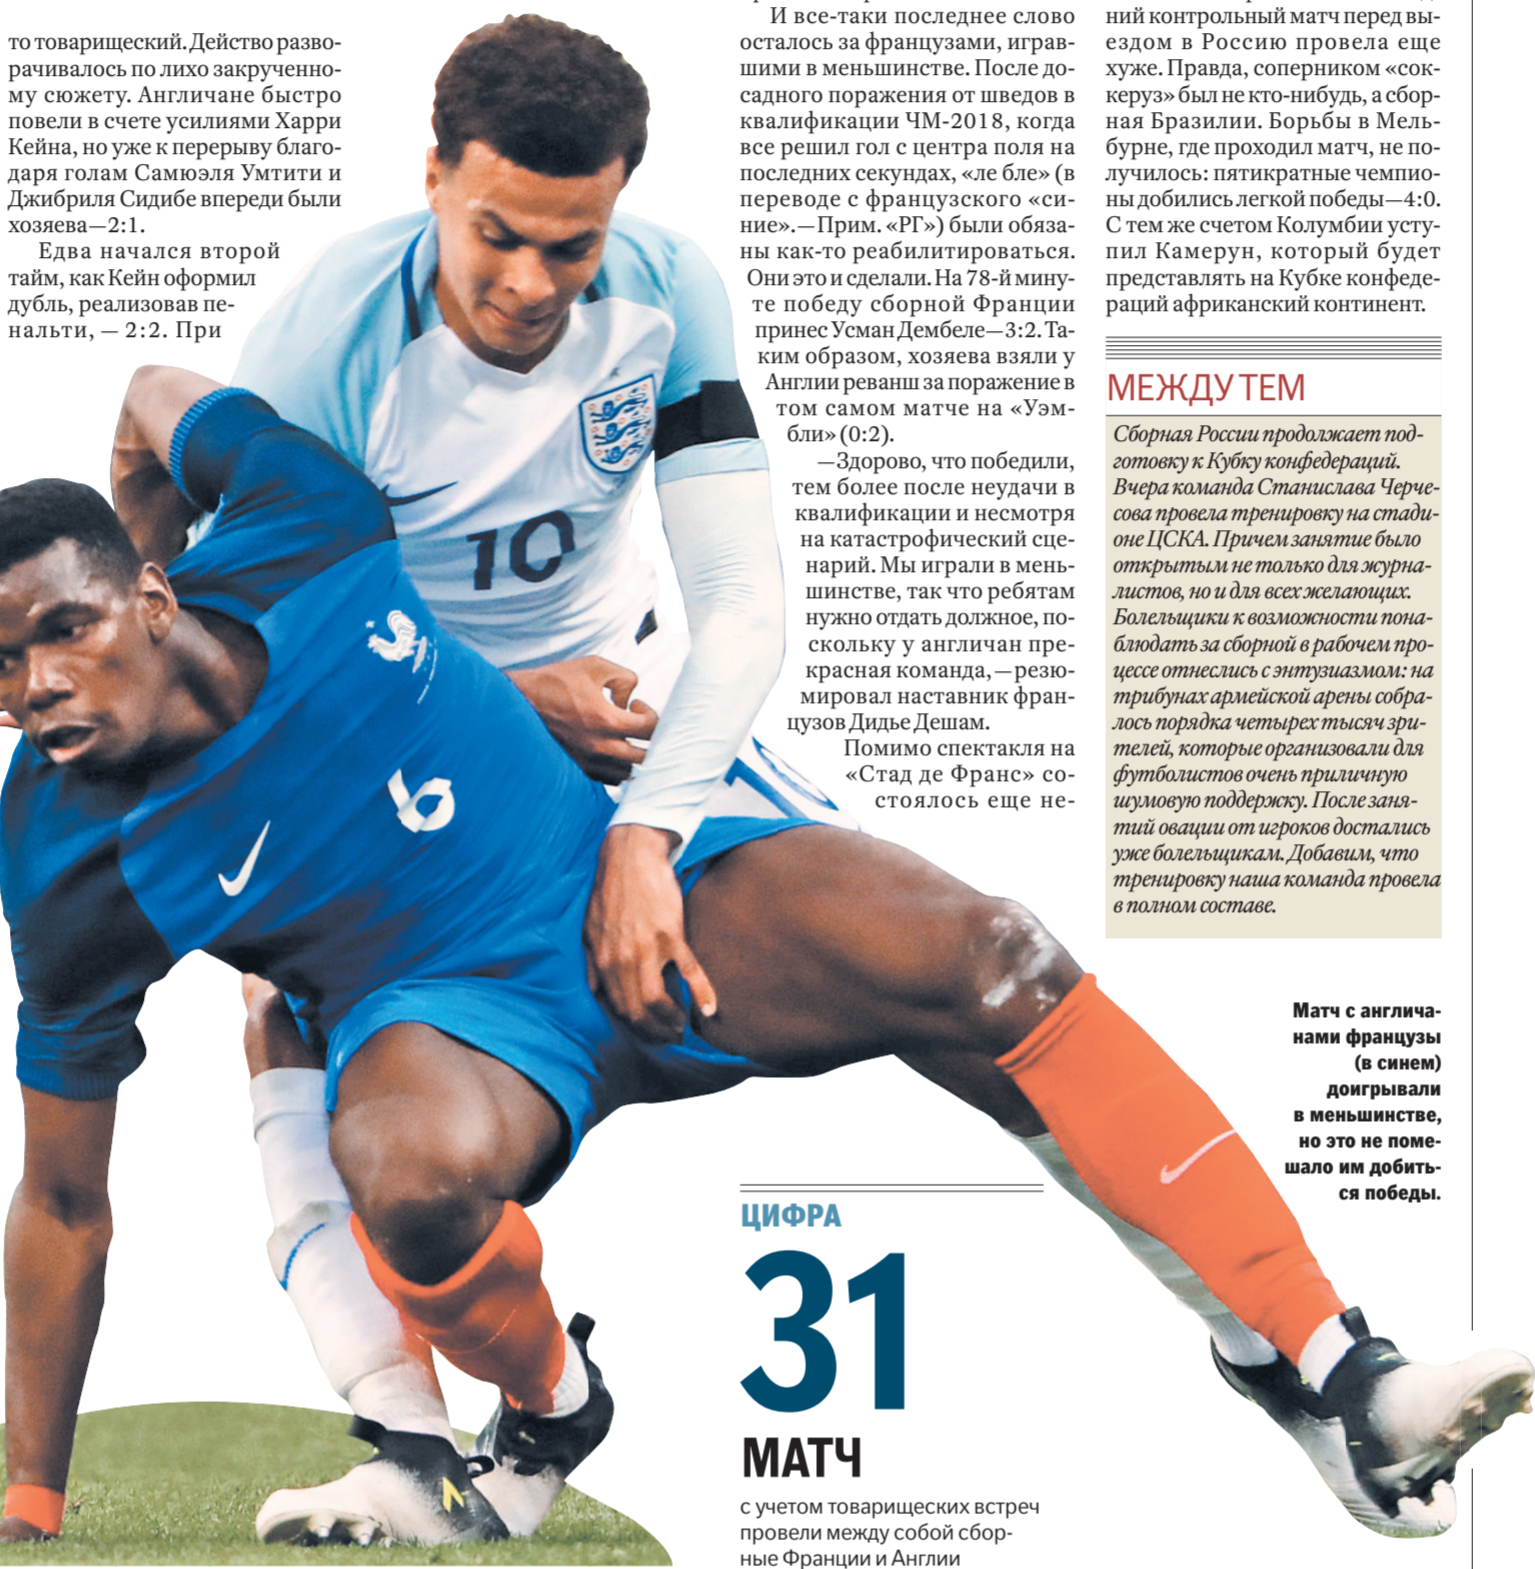 то товарищеский. Действо разво-
рачивалось по лихо закрученно-
му сюжету. Англичане быстро
повели в счете усилиями Харри
Кейна, но уже к перерыву благо-
даря голам Самюэля Умтити и
Джибриля Сидибе впереди были
хозяева—2:1.
Едва начался второй
тайм, как Кейн оформил
дубль, реализовав пе-
нальти, — 2:2. При
И все-таки последнее слово
осталось за французами, играв-
шими в меньшинстве. После до-
садного поражения от шведов в
квалификации ЧМ-2018, когда
все решил гол с центра поля на
последних секундах, «ле бле» (в
переводе с французского «си-
ние».—Прим. «РГ») были обяза-
ны как-то реабилитироваться.
Они это и сделали. На 78-й мину-
те победу сборной Франции
принес Усман Дембеле—3:2. Та-
ким образом, хозяева взяли у
Англии реванш за поражение в
том самом матче на «Уэм-
бли» (0:2).
—Здорово, что победили,
тем более после неудачи в
квалификации и несмотря
на катастрофический сце-
нарий. Мы играли в мень-
шинстве, так что ребятам
нужно отдать должное, по-
скольку у англичан пре-
красная команда,—резю-
мировал наставник фран-
цузов Дидье Дешам.
Помимо спектакля на
«Стад де Франс» со-
стоялось еще не-
ний контрольный матч перед вы-
ездом в Россию провела еще
хуже. Правда, соперником «сок-
керуз» был не кто-нибудь, а сбор-
ная Бразилии. Борьбы в Мель-
бурне, где проходил матч, не по-
лучилось: пятикратные чемпио-
ны добились легкой победы—4:0.
С тем же счетом Колумбии усту-
пил Камерун, который будет
представлять на Кубке конфеде-
раций африканский континент.
МЕЖДУ ТЕМ
Сборная России продолжает под-
готовку к Кубку конфедераций.
Вчера команда Станислава Черче-
сова провела тренировку на стади-
оне ЦСКА. Причем занятие было
открытым не только для журна-
листов, но и для всех желающих.
Болельщики к возможности пона-
блюдать за сборной в рабочем про-
цессе отнеслись с энтузиазмом: на
трибунах армейской арены собра-
лось порядка четырех тысяч зри-
телей, которые организовали для
футболистов очень приличную
шумовую поддержку. После заня-
тий овации от игроков достались
уже болельщикам. Добавим, что
тренировку наша команда провела
в полном составе.
Матч с англича-
нами французы
(в синем)
доигрывали
в меньшинстве,
но это не поме-
шало им добить-
ся победы.
10
6
10
ЦИФРА
31
МАТЧ
с учетом товарищеских встреч
провели между собой сбор-
ные Франции и Англии